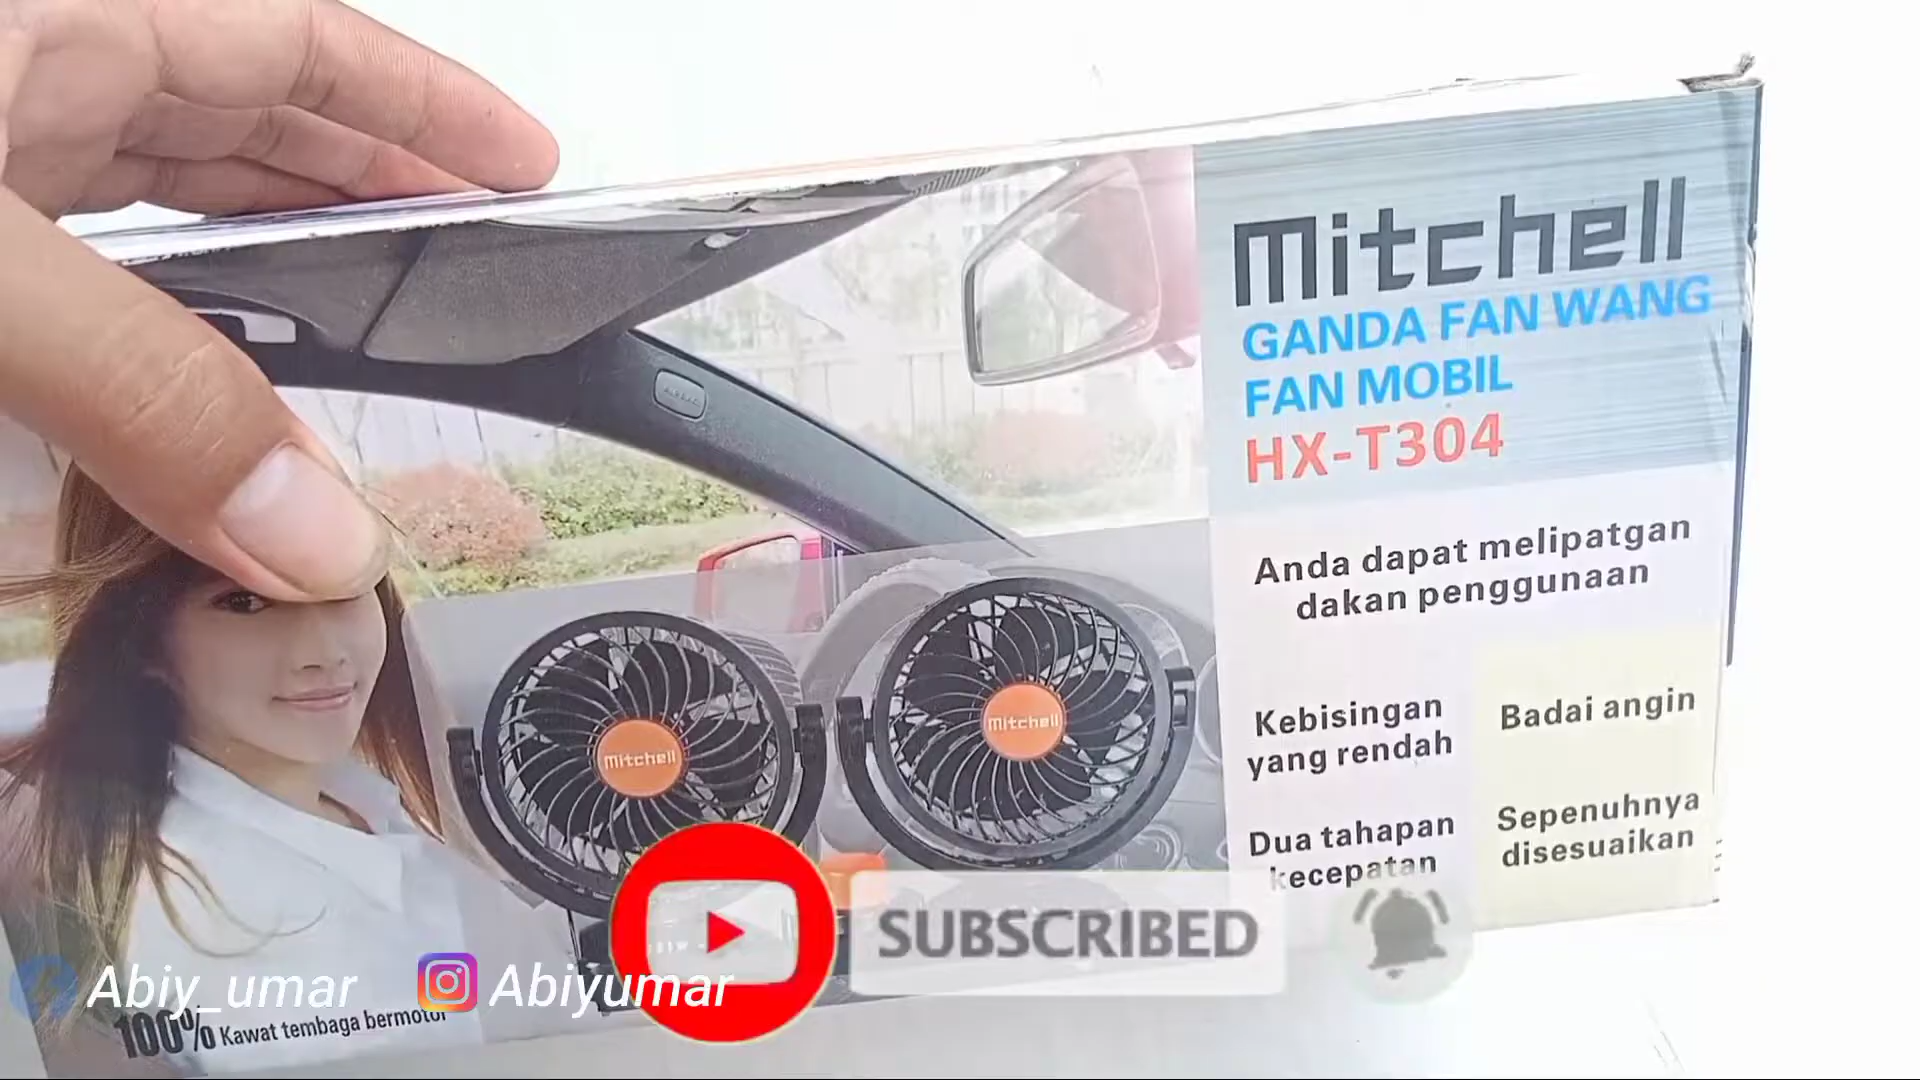 mitchell
GANDA FAN WANG
FAN MOBIL
HX-T304
Anda dapat melipatgan
dakan penggunaan
Kebisingan
yang rendah
Badai angin
Dua tahapan
kecepatan
Sepenuhnya
disesuaikan
mitchell
mitchell
SUBSCRIBED
Abiy_umar
Abiyumar
100% Kawat tembaga bermotor